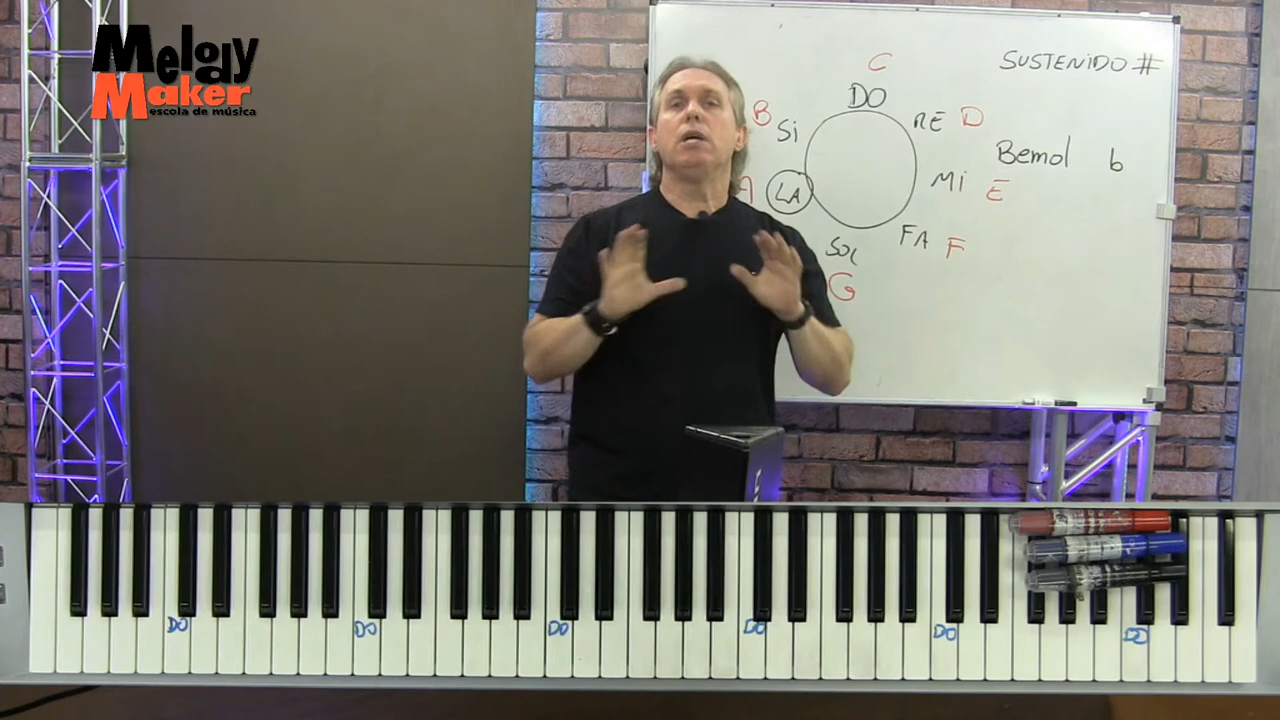 Melody
Maker
escola de música
C
DO
SUSTENIDO #
B
Si
RE D
Bemol b
A
LA
Mi E
SOL
FA F
G
DO
DO
DO
DO
DO
DO